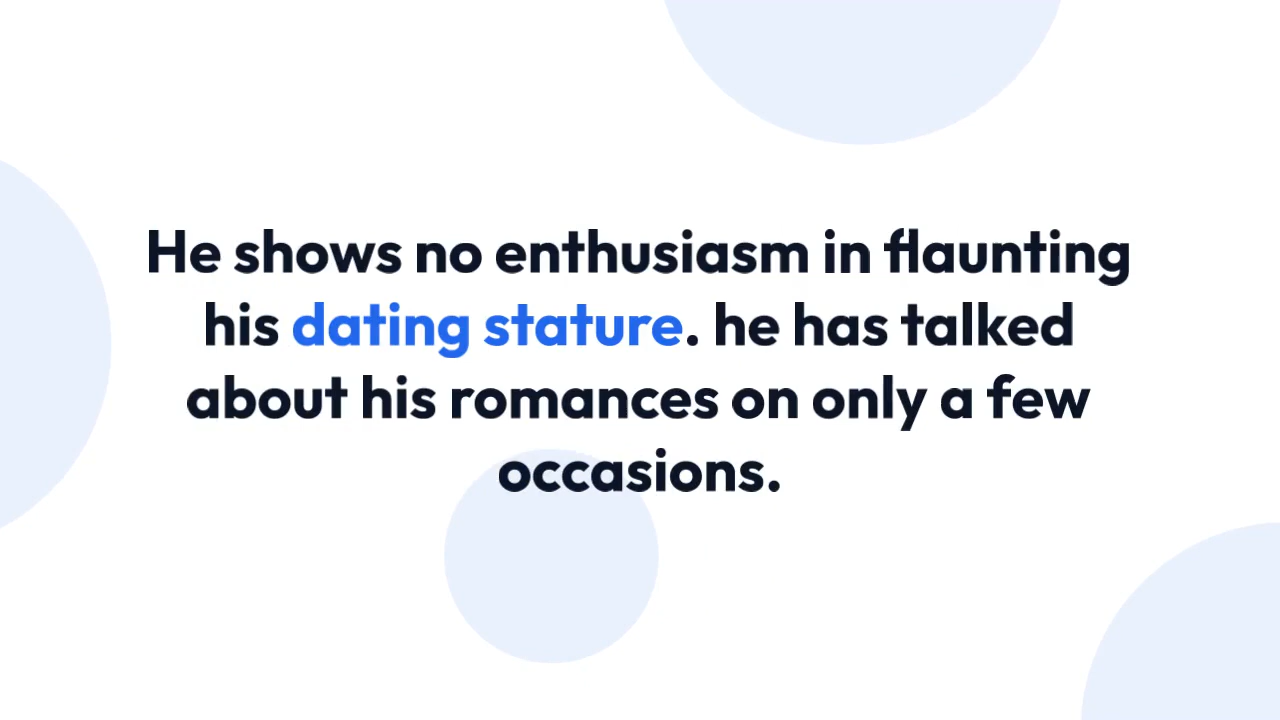 He shows no enthusiasm in flaunting
his dating stature. he has talked
about his romances on only a few
occasions.